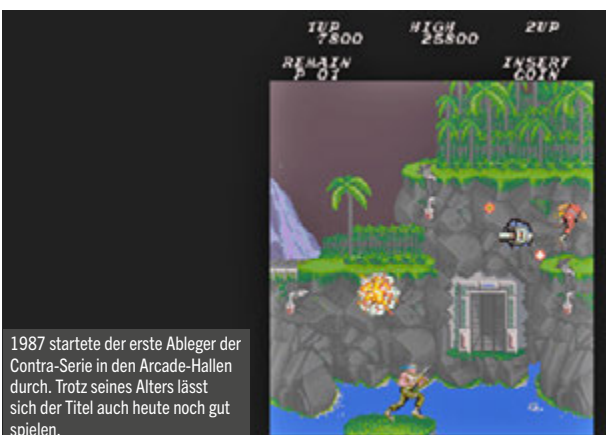 1UP HIGH 2UP
7800 25800
REMAIN INSERT
P 01 COIN
1987 startete der erste Ableger der
Contra-Serie in den Arcade-Hallen
durch. Trotz seines Alters lässt
sich der Titel auch heute noch gut
spielen.